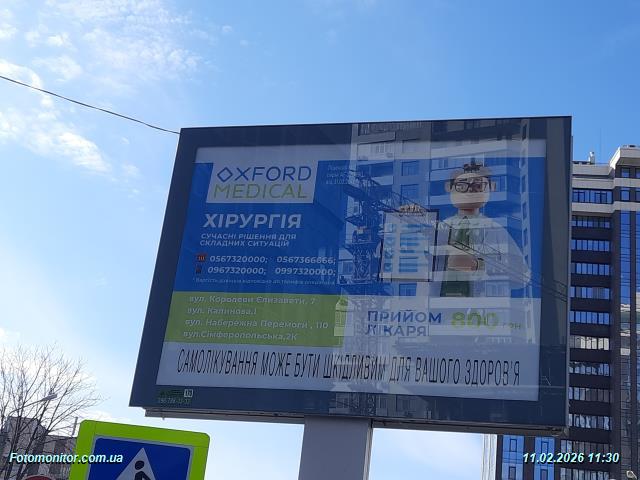 OXFORD
MEDICAL
ХІРУРГІЯ
СУЧАСНІ РІШЕННЯ ДЛЯ
СКЛАДНИХ СИТУАЦІЙ
0567320000; 0567366666;
0967320000; 0997320000;
вул. Королеви Єлизавети, 7
вул. Калинова,1
вул. Набережна Перемоги , 110
вул.Сімферопольська,2К
ПРИЙОМ
ЛІКАРЯ 800 грн
САМОЛІКУВАННЯ МОЖЕ БУТИ ШКІДЛИВИМ ДЛЯ ВАШОГО ЗДОРОВ'Я
Fotomonitor.com.ua
11.02.2026 11:30